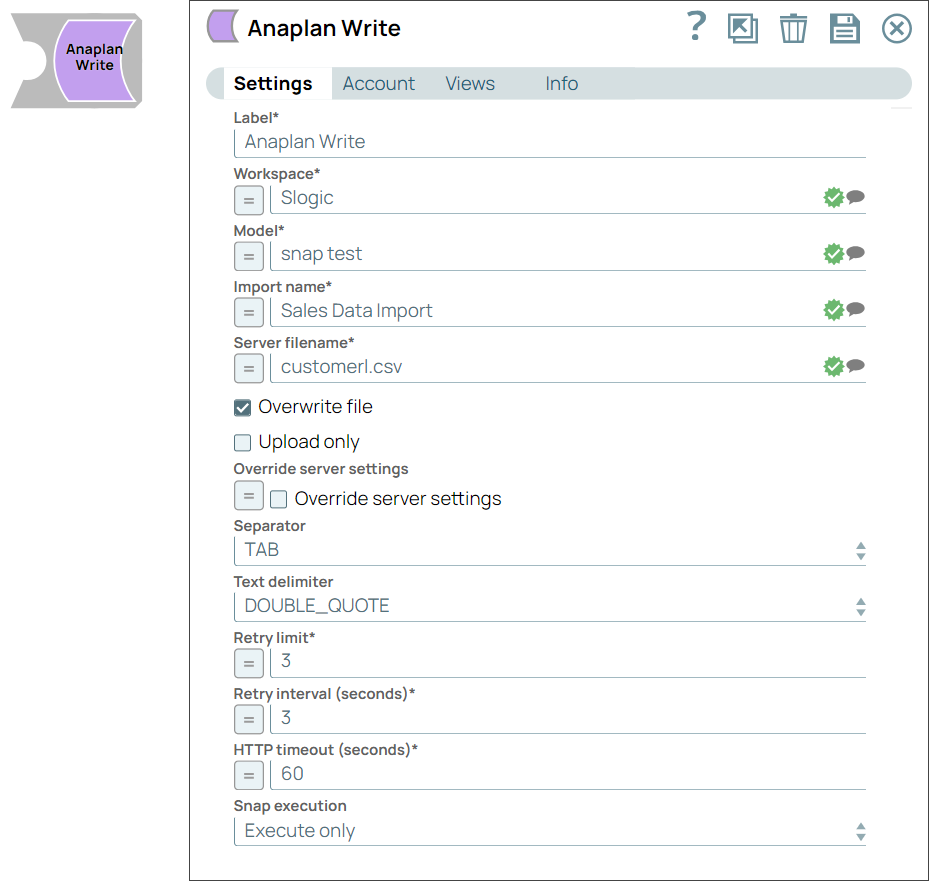 Anaplan
Write
Anaplan Write
?
Settings Account Views Info
Label*
Anaplan Write
Workspace*
= Slogic
Model*
= snap test
Import name*
= Sales Data Import
Server filename*
= customerl.csv
Overwrite file
Upload only
Override server settings
= Override server settings
Separator
TAB
Text delimiter
DOUBLE_QUOTE
Retry limit*
= 3
Retry interval (seconds)*
= 3
HTTP timeout (seconds)*
= 60
Snap execution
Execute only